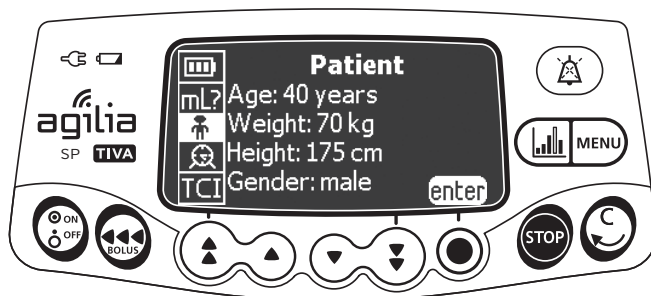 Patient
mL?
Age: 40 years
Weight: 70 kg
Height: 175 cm
TCI
Gender: male
enter
agilia
SP TIVA
MENU
ON
OFF
BOLUS
STOP
C